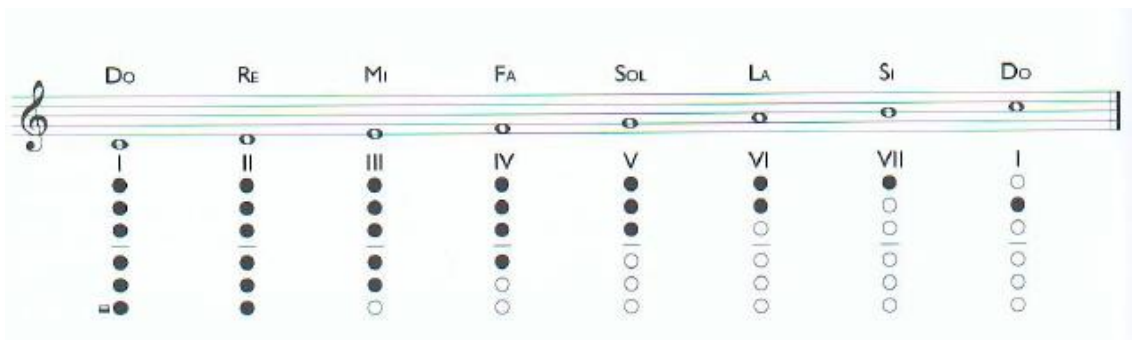 Do Re Mi Fa Sol La Si Do
I II III IV V VI VII I